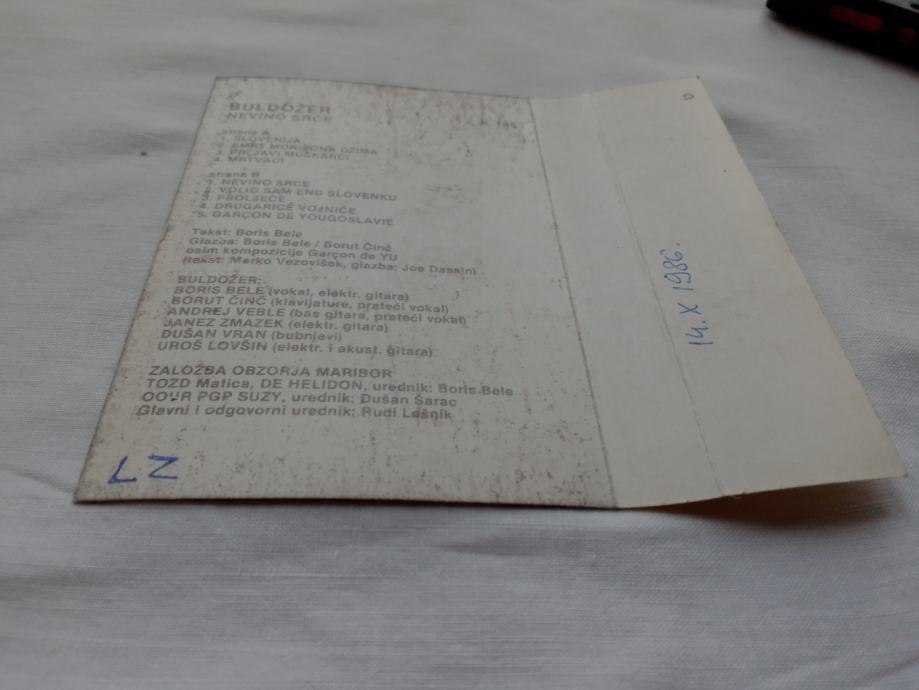 BULDOŽER
NEVINO SRCE
strana A
1. SLOVENIJA
2. SMRT MORISONA DŽIMA
3. PRLJAVI MUŠKARCI
4. MRTVACI
strana B
1. NEVINO SRCE
2. VOLIO SAM ENU SLOVENKU
3. PROLJEĆE
4. DRUGARICE VOJNIČE
5. GARÇON DE YOUGOSLAVIE
Tekst: Boris Bele
Glazba: Boris Bele / Borut Činč
osim kompozicije Garçon de YU
(tekst: Marko Vezovišek, glazba: Joe Dasain)
BULDOŽER:
BORIS BELE (vokal, elektr. gitara)
BORUT ČINČ (klavijature, prateći vokal)
ANDREJ VEBLE (bas gitara, prateći vokal)
JANEZ ZMAZEK (elektr. gitara)
DUŠAN VRAN (bubnjevi)
UROŠ LOVŠIN (elektr. i akust. gitara)
ZALOŽBA OBZORJA MARIBOR
TOZD Matica, DE HELIDON, urednik: Boris Bele
OOUR PGP SUZY, urednik: Dušan Šarac
Glavni i odgovorni urednik: Rudi Lešnik
LZ
14. X 1986.